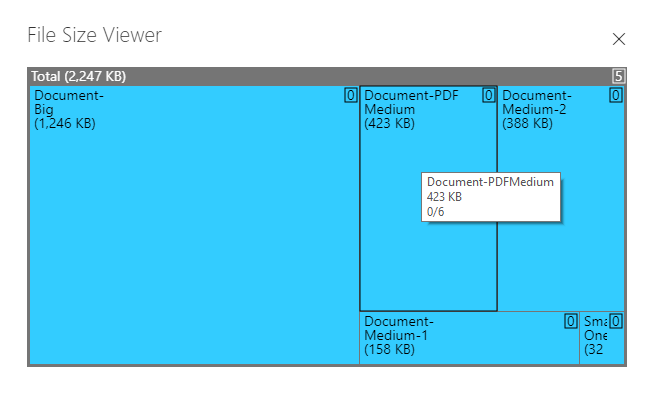 File Size Viewer
Total (2,247 KB) 5
Document- 0
Big
(1,246 KB)
Document-PDF 0
Medium
(423 KB)
Document- 0
Medium-2
(388 KB)
Document-PDFMedium
423 KB
0/6
Document- 0
Medium-1
(158 KB)
Sma 0
One
(32